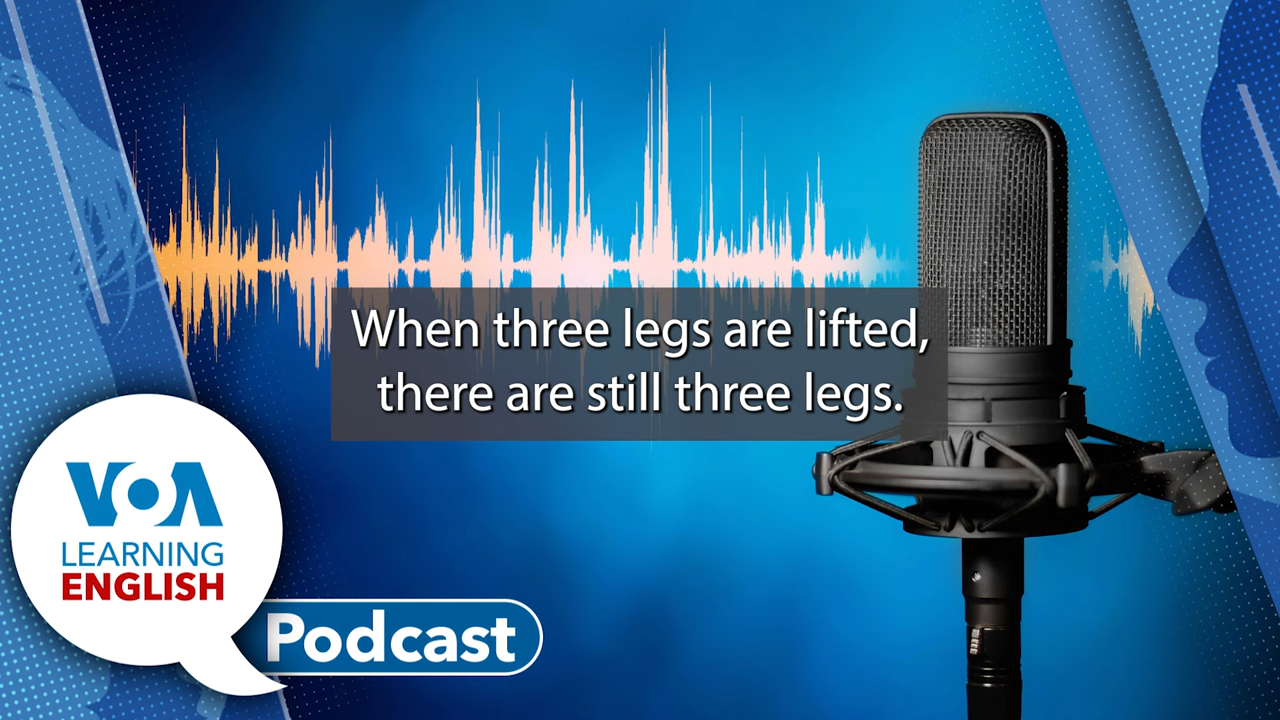 When three legs are lifted,
there are still three legs.
VOA
LEARNING
ENGLISH
Podcast